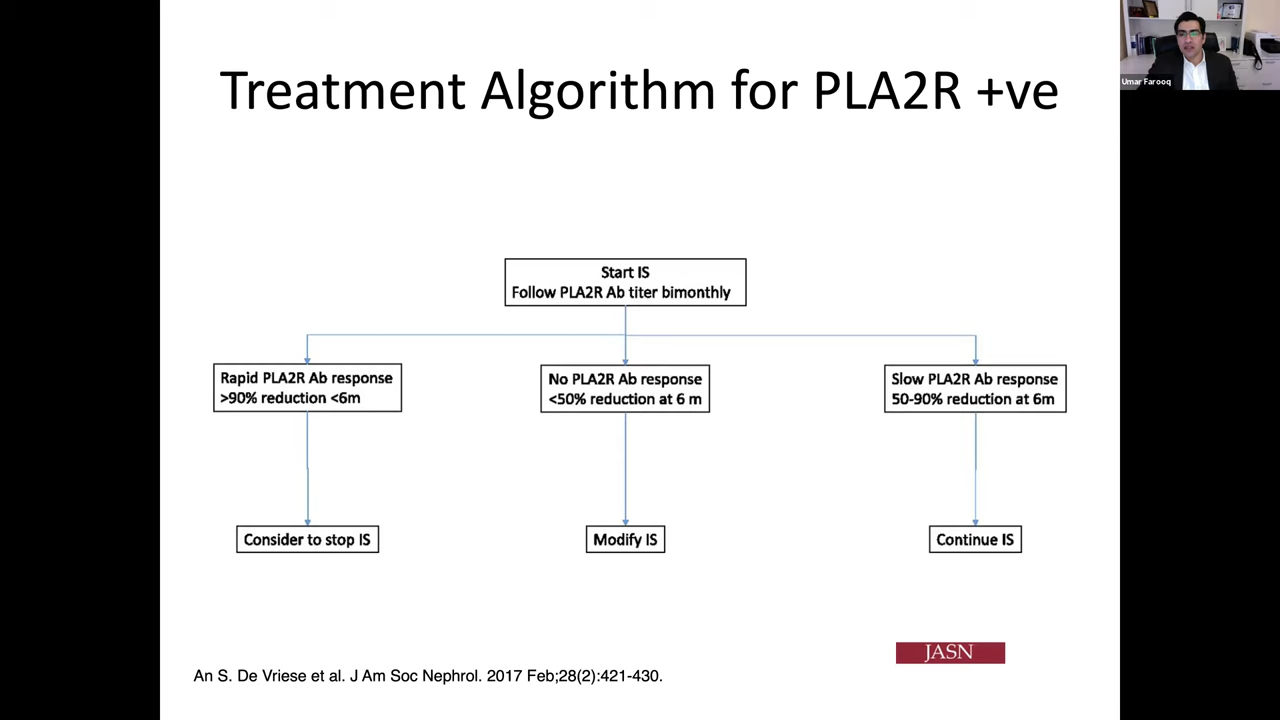 Umar Farooq
Treatment Algorithm for PLA2R +ve
Start IS
Follow PLA2R Ab titer bimonthly
Rapid PLA2R Ab response
>90% reduction <6m
No PLA2R Ab response
<50% reduction at 6 m
Slow PLA2R Ab response
50-90% reduction at 6m
Consider to stop IS
Modify IS
Continue IS
JASN
An S. De Vriese et al. J Am Soc Nephrol. 2017 Feb;28(2):421-430.